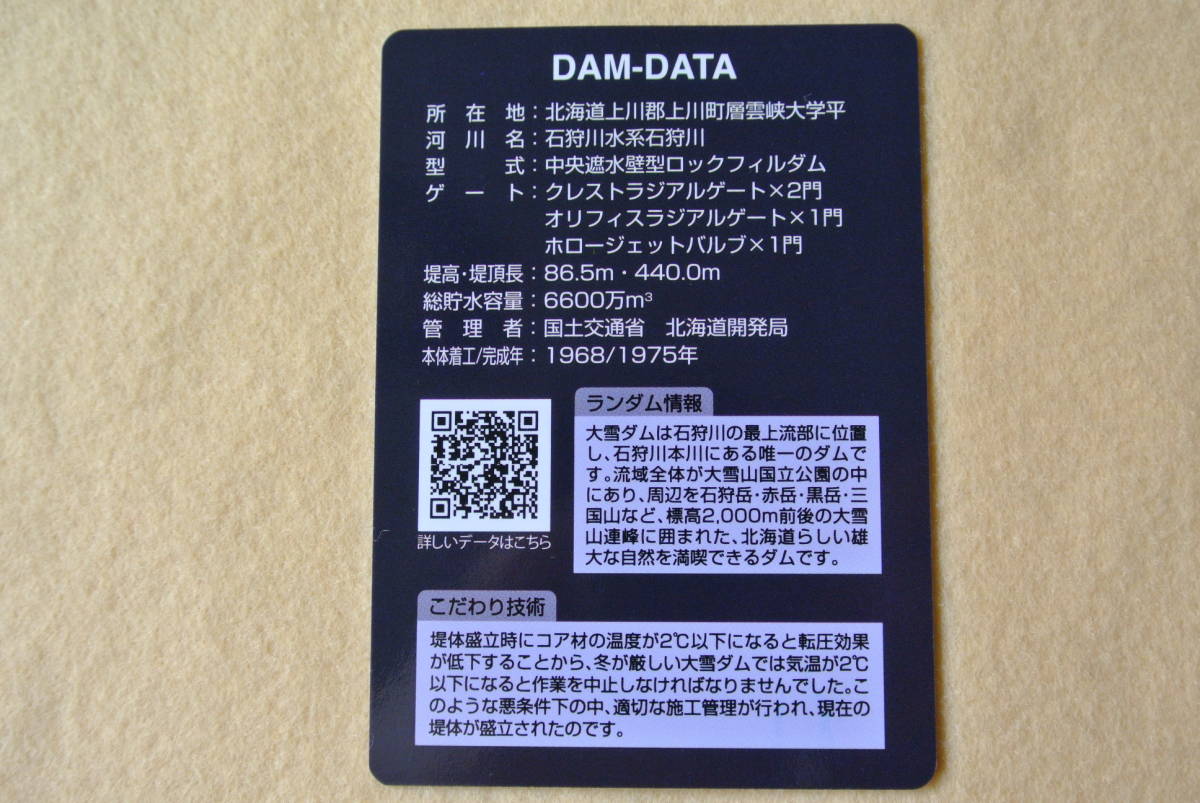 DAM-DATA
所在地：北海道上川郡上川町層雲峡大学平
河川名：石狩川水系石狩川
型式：中央遮水壁型ロックフィルダム
ゲート：クレストラジアルゲート×2門
オリフィスラジアルゲート×1門
ホロージェットバルブ×1門
堤高・堤頂長：86.5m・440.0m
総貯水容量：6600万m³
管理者：国土交通省　北海道開発局
本体着工/完成年：1968/1975年
詳しいデータはこちら
ランダム情報
大雪ダムは石狩川の最上流部に位置
し、石狩川本川にある唯一のダムで
す。流域全体が大雪山国立公園の中
にあり、周辺を石狩岳・赤岳・黒岳・三
国山など、標高2,000m前後の大雪
山連峰に囲まれた、北海道らしい雄
大な自然を満喫できるダムです。
こだわり技術
堤体盛立時にコア材の温度が2℃以下になると転圧効果
が低下することから、冬が厳しい大雪ダムでは気温が2℃
以下になると作業を中止しなければなりませんでした。こ
のような悪条件下の中、適切な施工管理が行われ、現在の
堤体が盛立されたのです。